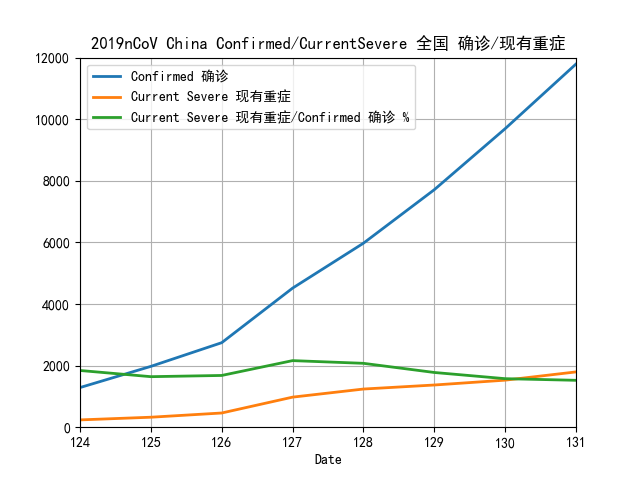 2019nCoV China Confirmed/CurrentSevere 全国 确诊/现有重症
Confirmed 确诊
Current Severe 现有重症
Current Severe 现有重症/Confirmed 确诊 %
12000
10000
8000
6000
4000
2000
0
124 125 126 127 128 129 130 131
Date